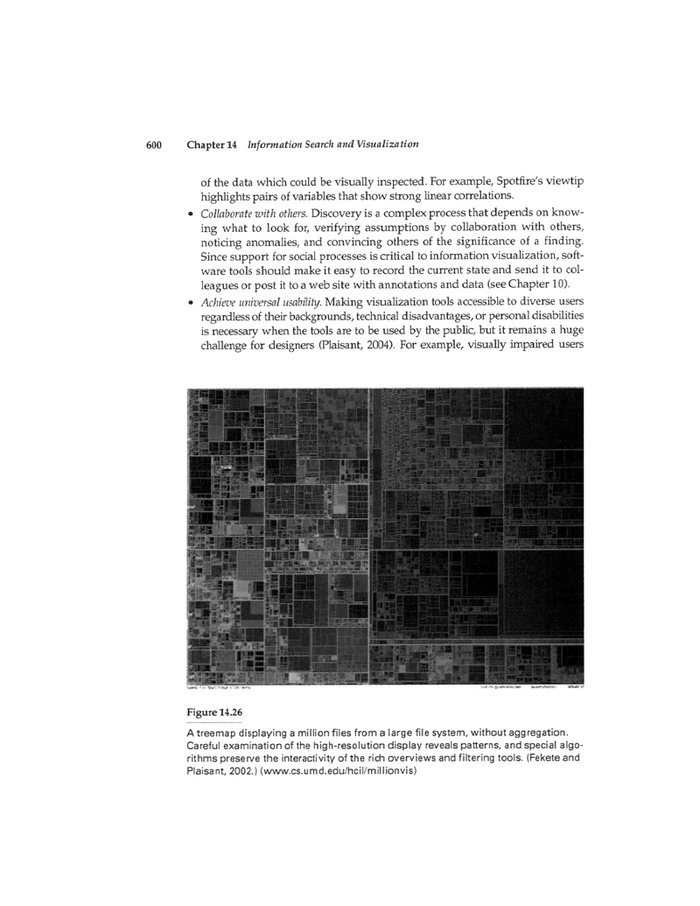 600 Chapter 14 Information Search and Visualization
of the data which could be visually inspected. For example, Spotfire's viewtip
highlights pairs of variables that show strong linear correlations.
• Collaborate with others. Discovery is a complex process that depends on know-
ing what to look for, verifying assumptions by collaboration with others,
noticing anomalies, and convincing others of the significance of a finding.
Since support for social processes is critical to information visualization, soft-
ware tools should make it easy to record the current state and send it to col-
leagues or post it to a web site with annotations and data (see Chapter 10).
• Achieve universal usability. Making visualization tools accessible to diverse users
regardless of their backgrounds, technical disadvantages, or personal disabilities
is necessary when the tools are to be used by the public, but it remains a huge
challenge for designers (Plaisant, 2004). For example, visually impaired users
Figure 14.26
A treemap displaying a million files from a large file system, without aggregation.
Careful examination of the high-resolution display reveals patterns, and special algo-
rithms preserve the interactivity of the rich overviews and filtering tools. (Fekete and
Plaisant, 2002.) (www.cs.umd.edu/hcil/millionvis)